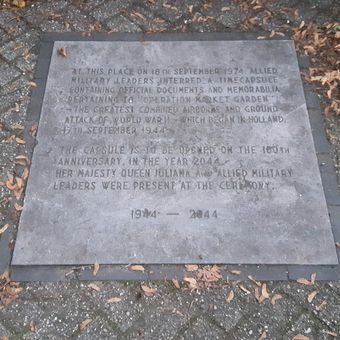 AT THIS PLACE ON 18TH SEPTEMBER 1974 ALLIED
MILITARY LEADERS INTERRED A TIMECAPSULE
CONTAINING OFFICIAL DOCUMENTS AND MEMORABILIA
PERTAINING TO "OPERATION MARKET GARDEN"
– THE GREATEST COMBINED AIRBORNE AND GROUND
ATTACK OF WORLD WAR II – WHICH BEGAN IN HOLLAND,
17TH SEPTEMBER 1944.
THE CAPSULE IS TO BE OPENED ON THE 100TH
ANNIVERSARY, IN THE YEAR 2044.
HER MAJESTY QUEEN JULIANA AND ALLIED MILITARY
LEADERS WERE PRESENT AT THE CEREMONY.
1944 — 2044